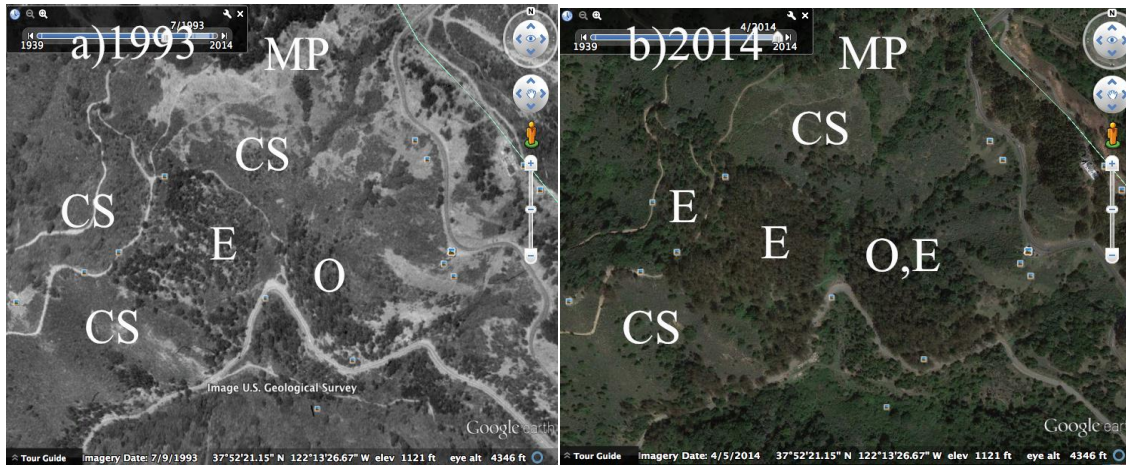 7/1993
1939
2014
a)1993
MP
CS
CS
E
O
CS
N
Image U.S. Geological Survey
Google earth
Tour Guide
Imagery Date: 7/9/1993 37°52'21.15" N 122°13'26.67" W elev 1121 ft eye alt 4346 ft
4/2014
1939
2014
b)2014
MP
CS
E
E
O,E
CS
N
Google ear
Tour Guide
Imagery Date: 4/5/2014 37°52'21.15" N 122°13'26.67" W elev 1121 ft eye alt 4346 ft